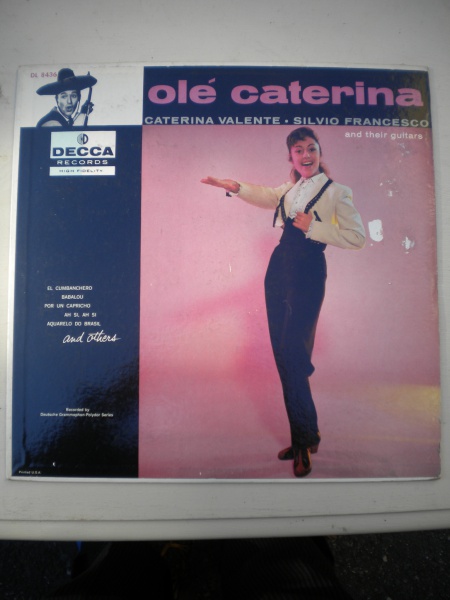 DL 8436
olé caterina
CATERINA VALENTE · SILVIO FRANCESCO
and their guitars
DECCA
RECORDS
HIGH FIDELITY
EL CUMBANCHERO
BABALOU
POR UN CAPRICHO
AH SI, AH SI
AQUARELO DO BRASIL
and others
Recorded by
Deutsche Grammophon-Polydor Series
Printed U.S.A.